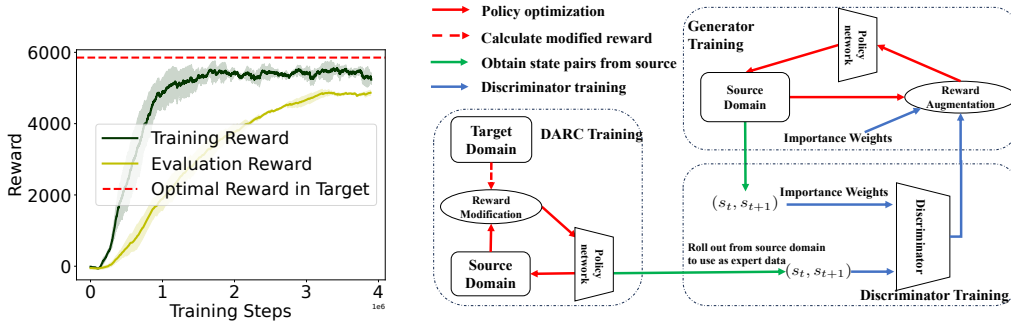 6000
4000
2000
0
Reward
Training Reward
Evaluation Reward
Optimal Reward in Target
0
1
2
3
4
1e6
Training Steps
Policy optimization
Calculate modified reward
Obtain state pairs from source
Discriminator training
DARC Training
Target
Domain
Reward
Modification
Source
Domain
Policy
network
Generator
Training
Policy
network
Source
Domain
Reward
Augmentation
Importance Weights
(s_t, s_{t+1})
Importance Weights
Roll out from source domain
to use as expert data
(s_t, s_{t+1})
Discriminator
Discriminator Training